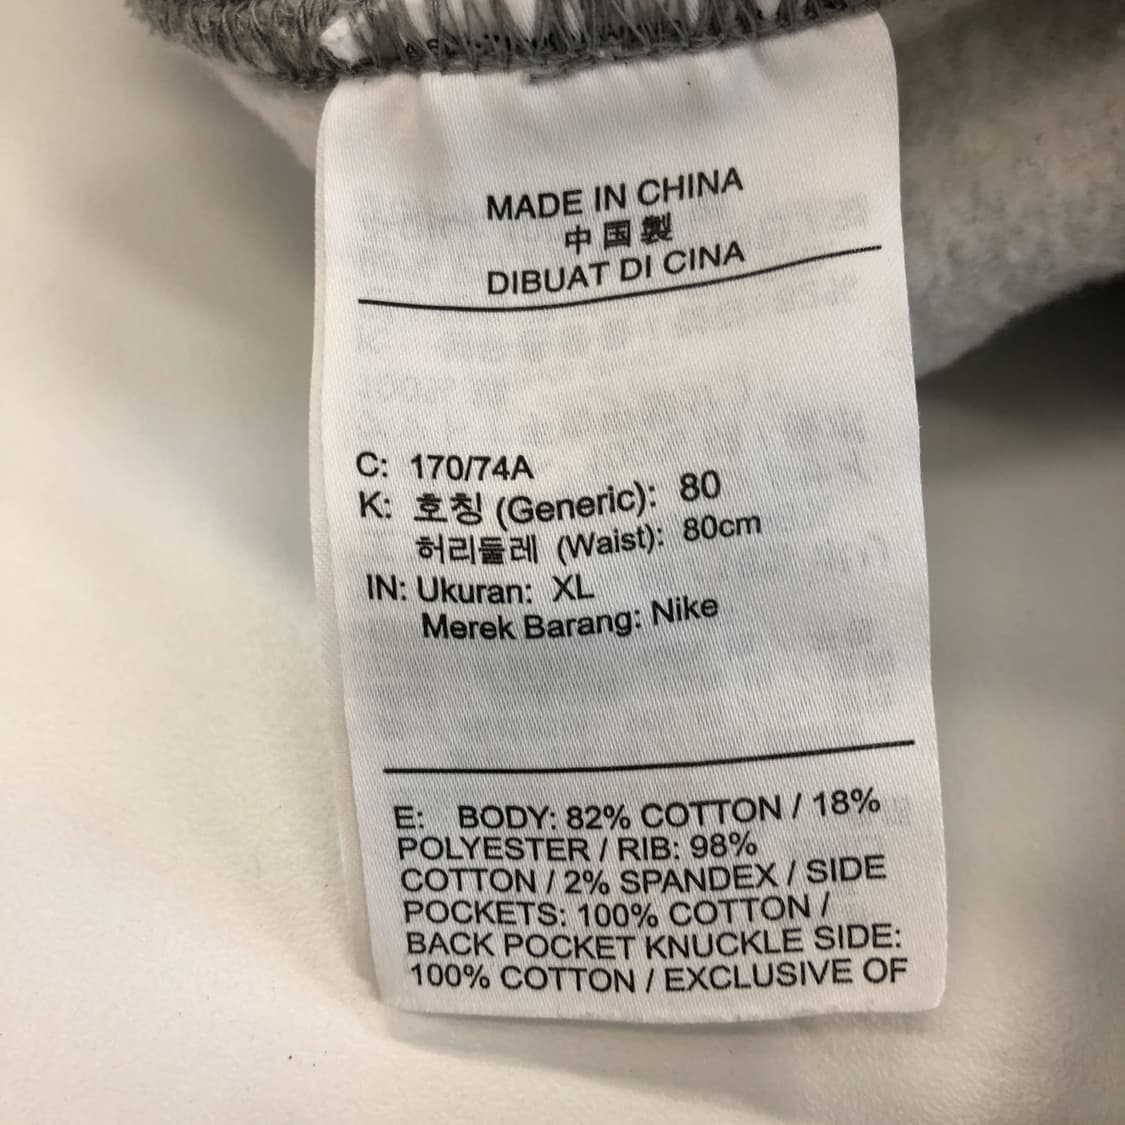 MADE IN CHINA
中国製
DIBUAT DI CINA
C: 170/74A
K: 호칭 (Generic): 80
허리둘레 (Waist): 80cm
IN: Ukuran: XL
Merek Barang: Nike
E: BODY: 82% COTTON / 18%
POLYESTER / RIB: 98%
COTTON / 2% SPANDEX / SIDE
POCKETS: 100% COTTON /
BACK POCKET KNUCKLE SIDE:
100% COTTON / EXCLUSIVE OF